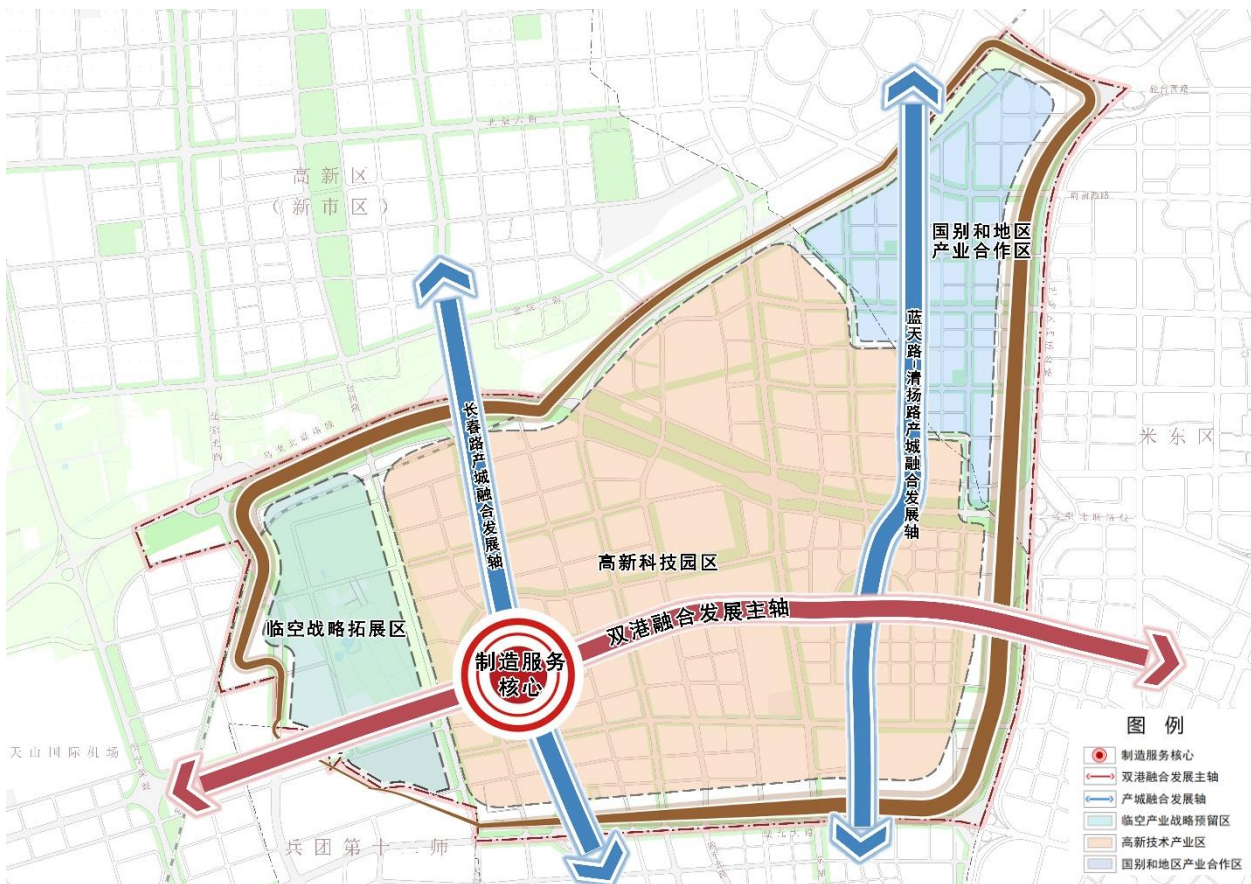 高新区
（新市区）
国别和地区
产业合作区
长春路产城融合发展轴
蓝天路-清扬路产城融合发展轴
米东区
高新科技园区
双港融合发展主轴
临空战略拓展区
制造服务
核心
天山国际机场
兵团第十二师
图 例
制造服务核心
双港融合发展主轴
产城融合发展轴
临空产业战略预留区
高新技术产业区
国别和地区产业合作区